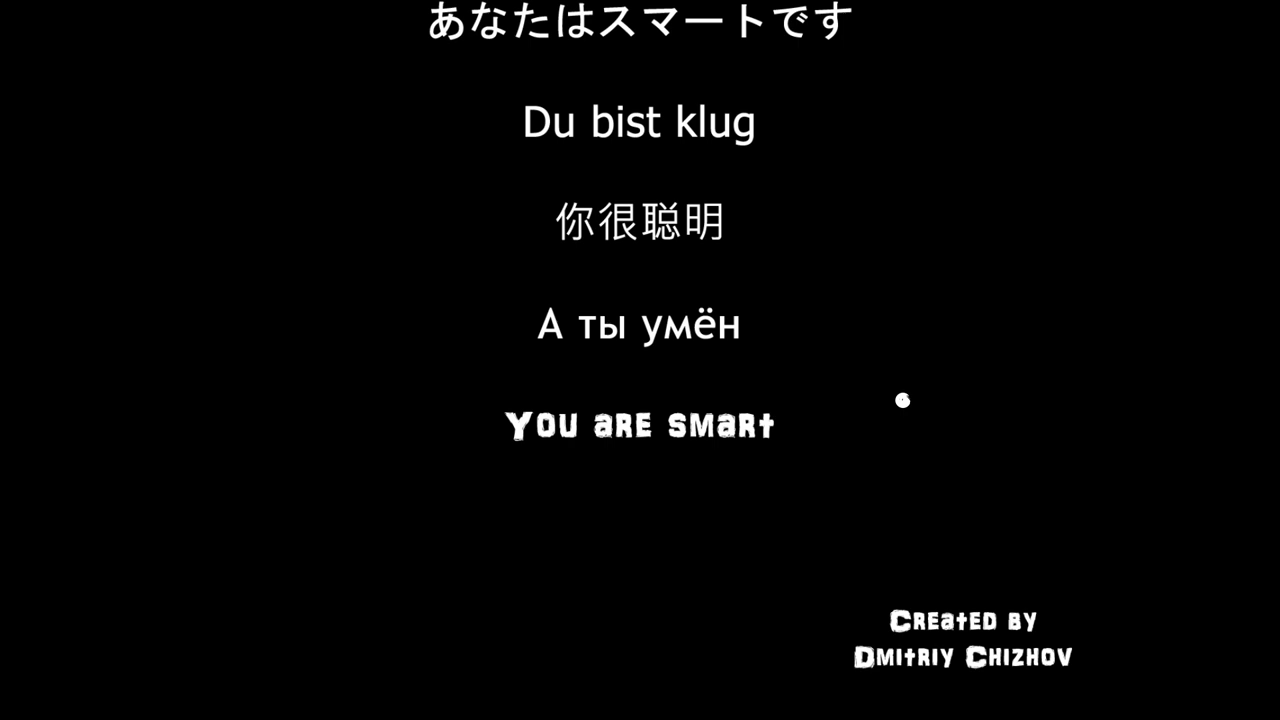 あなたはスマートです
Du bist klug
你很聪明
А ты умён
You are smart
Created by
Dmitriy Chizhov